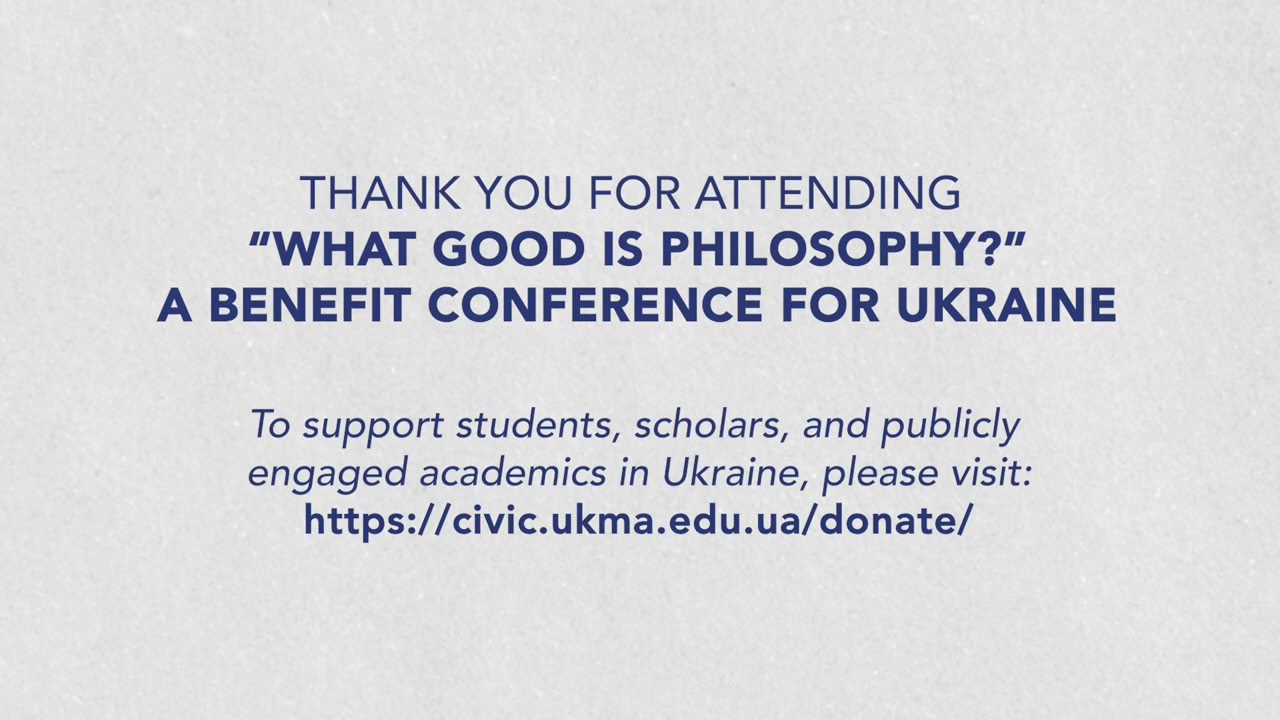 THANK YOU FOR ATTENDING
“WHAT GOOD IS PHILOSOPHY?”
A BENEFIT CONFERENCE FOR UKRAINE
To support students, scholars, and publicly
engaged academics in Ukraine, please visit:
https://civic.ukma.edu.ua/donate/